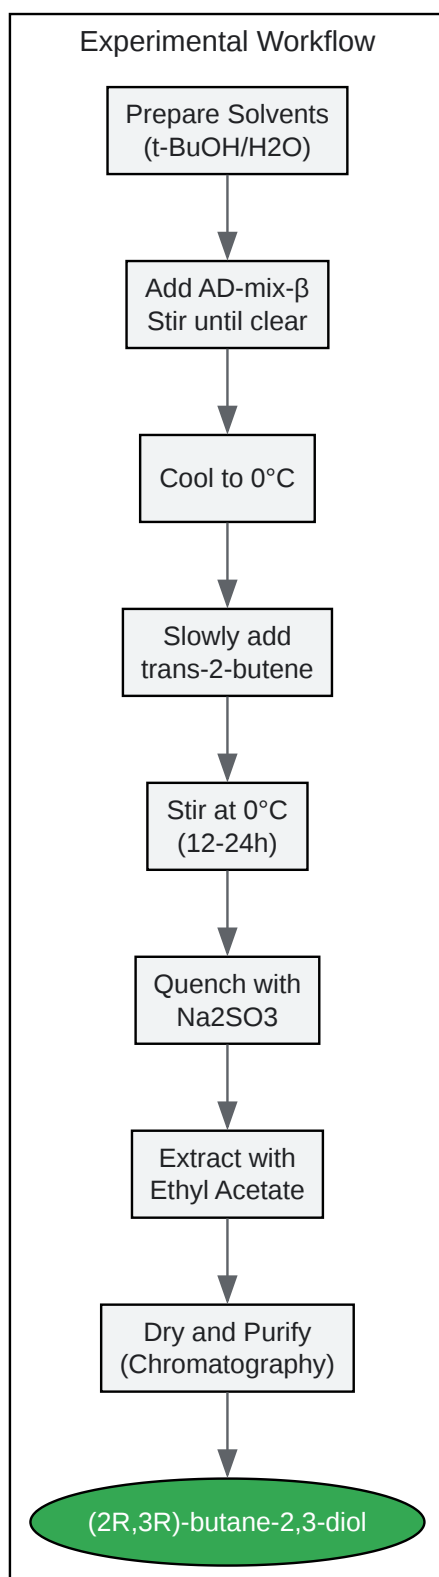 Experimental Workflow
Prepare Solvents
(t-BuOH/H2O)
Add AD-mix-β
Stir until clear
Cool to 0°C
Slowly add
trans-2-butene
Stir at 0°C
(12-24h)
Quench with
Na2SO3
Extract with
Ethyl Acetate
Dry and Purify
(Chromatography)
(2R,3R)-butane-2,3-diol